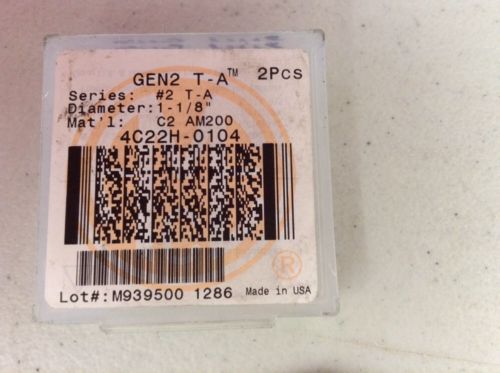 GEN2 T-A™ 2Pcs
Series: #2 T-A
Diameter:1-1/8"
Mat'l: C2 AM200
4C22H-0104
®
Lot#:M939500 1286 Made in USA